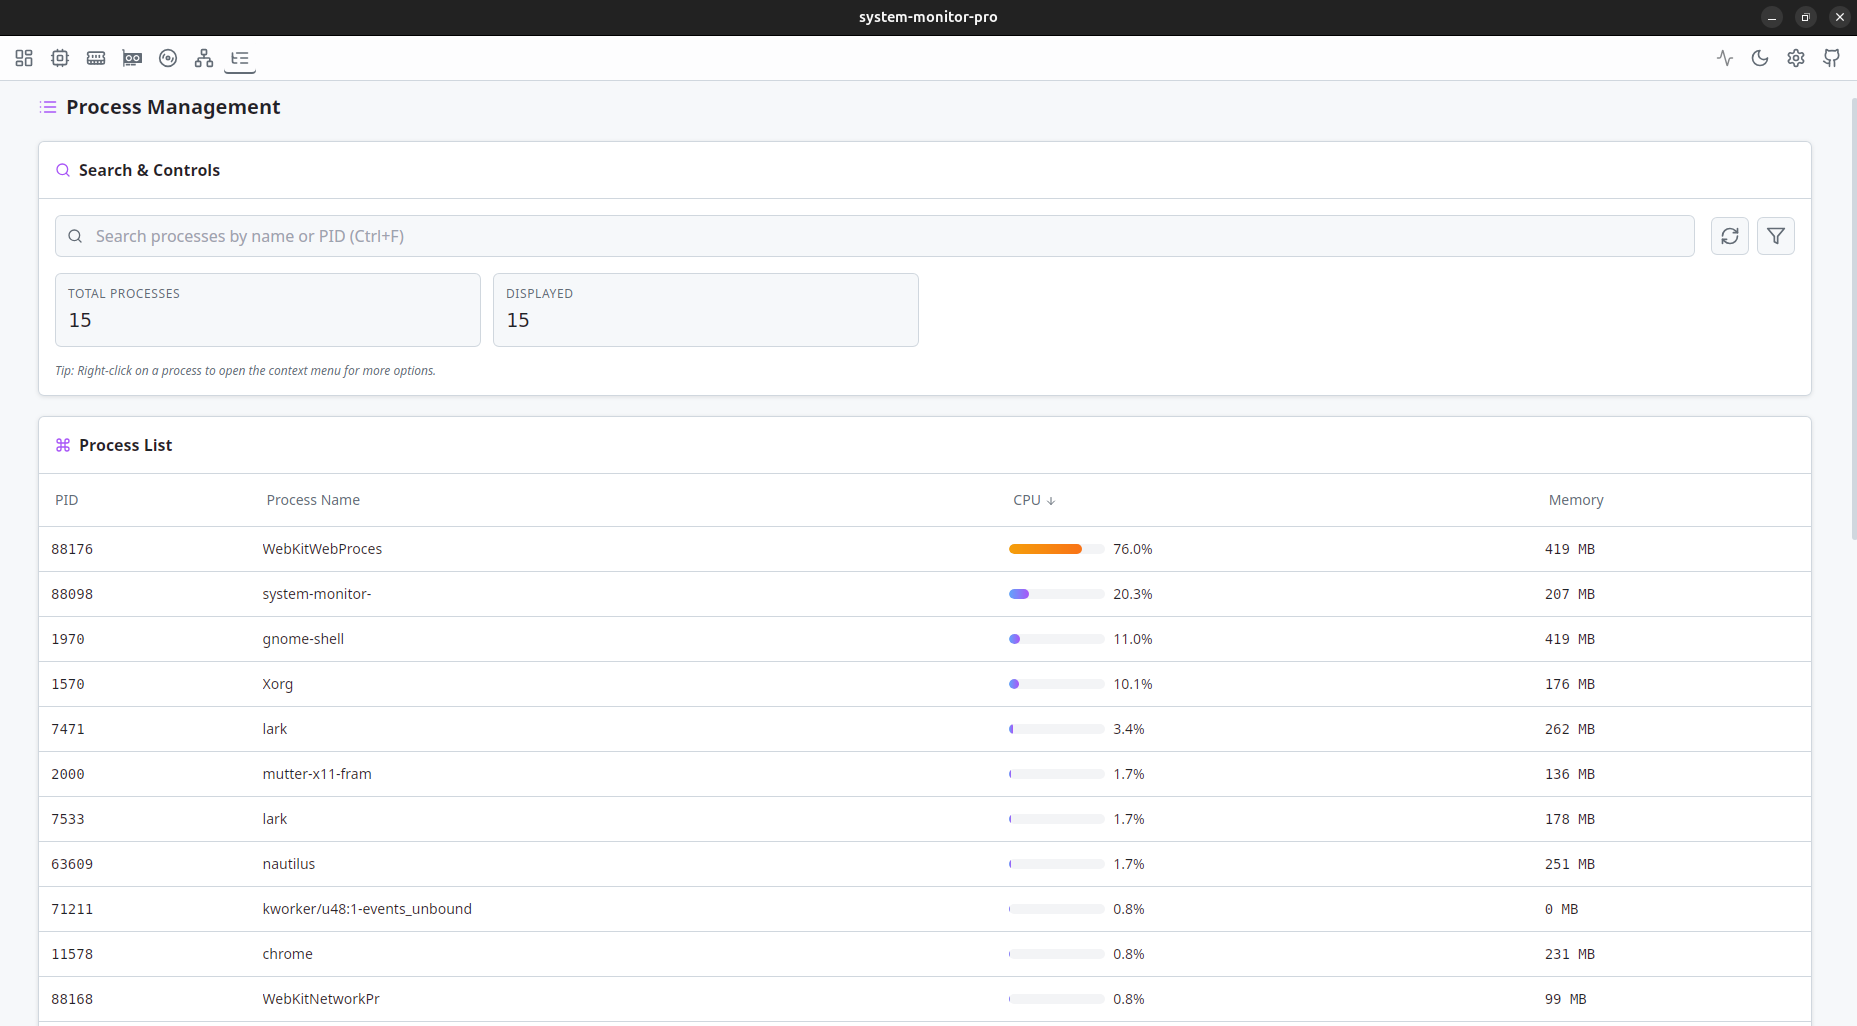 system-monitor-pro
Process Management
Search & Controls
Search processes by name or PID (Ctrl+F)
TOTAL PROCESSES
15
DISPLAYED
15
Tip: Right-click on a process to open the context menu for more options.
Process List
PID Process Name CPU ↓ Memory
88176 WebKitWebProces 76.0% 419 MB
88098 system-monitor- 20.3% 207 MB
1970 gnome-shell 11.0% 419 MB
1570 Xorg 10.1% 176 MB
7471 lark 3.4% 262 MB
2000 mutter-x11-fram 1.7% 136 MB
7533 lark 1.7% 178 MB
63609 nautilus 1.7% 251 MB
71211 kworker/u48:1-events_unbound 0.8% 0 MB
11578 chrome 0.8% 231 MB
88168 WebKitNetworkPr 0.8% 99 MB